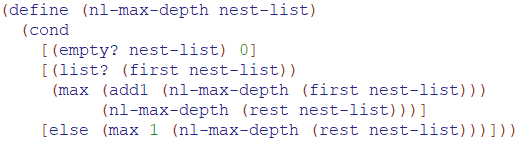 (define (nl-max-depth nest-list)
  (cond
    [(empty? nest-list) 0]
    [(list? (first nest-list))
     (max (add1 (nl-max-depth (first nest-list)))
          (nl-max-depth (rest nest-list)))]
    [else (max 1 (nl-max-depth (rest nest-list)))]))